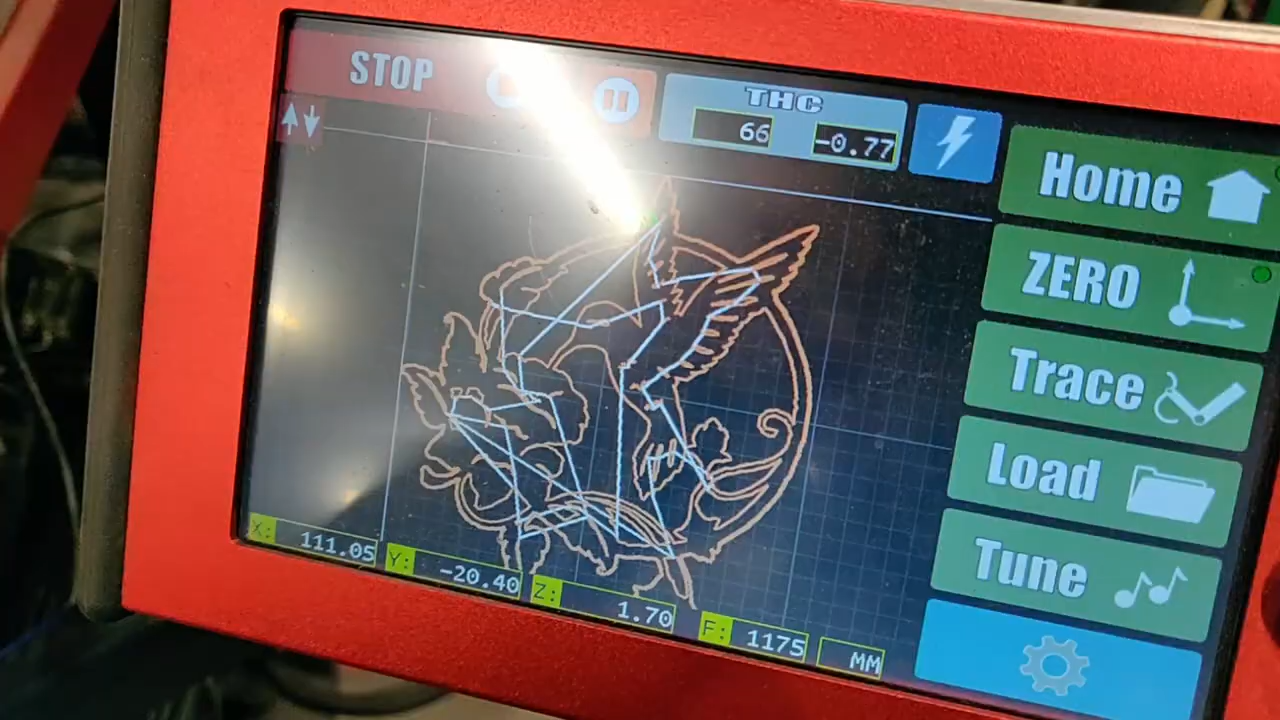 STOP
THC
66 -0.77
Home
ZERO
Trace
Load
Tune
X: 111.05 Y: -20.40 Z: 1.70 F: 1175 MM